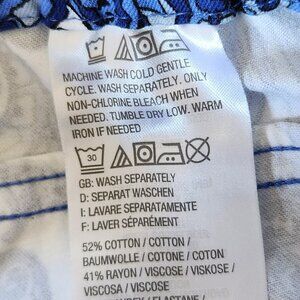 MACHINE WASH COLD GENTLE
CYCLE. WASH SEPARATELY. ONLY
NON-CHLORINE BLEACH WHEN
NEEDED. TUMBLE DRY LOW. WARM
IRON IF NEEDED
30
GB: WASH SEPARATELY
D: SEPARAT WASCHEN
I: LAVARE SEPARATAMENTE
F: LAVER SÉPARÉMENT
52% COTTON / COTTON /
BAUMWOLLE / COTONE / COTON
41% RAYON / VISCOSE / VISKOSE /
VISCOSA / VISCOSE